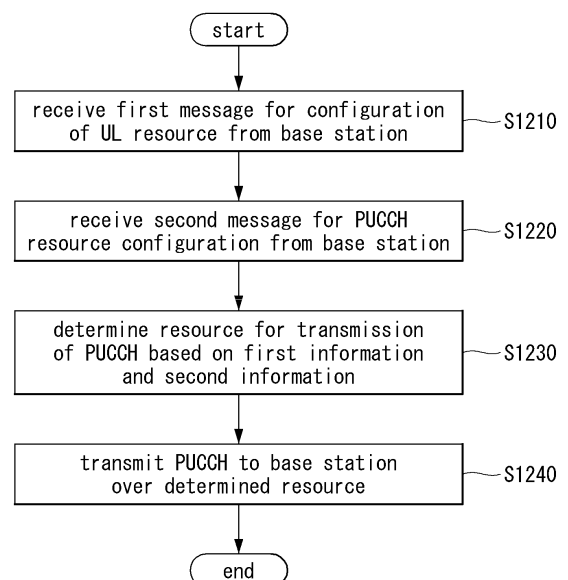 start
receive first message for configuration
of UL resource from base station
S1210
receive second message for PUCCH
resource configuration from base station
S1220
determine resource for transmission
of PUCCH based on first information
and second information
S1230
transmit PUCCH to base station
over determined resource
S1240
end